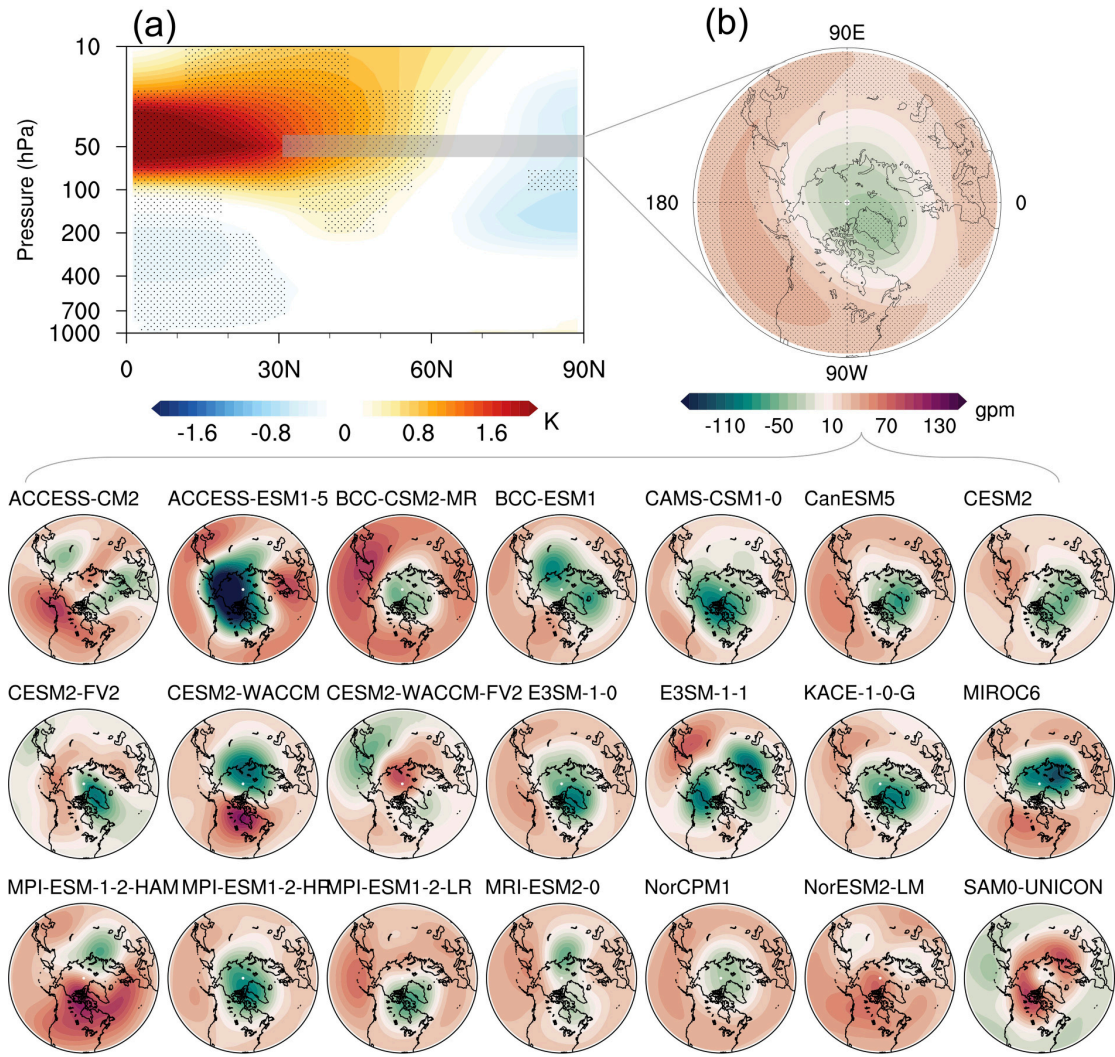 (a)
(b)
90E
180
0
90W
Pressure (hPa)
10
50
100
200
400
700
1000
0
30N
60N
90N
-1.6
-0.8
0
0.8
1.6
K
-110
-50
10
70
130
gpm
ACCESS-CM2
ACCESS-ESM1-5
BCC-CSM2-MR
BCC-ESM1
CAMS-CSM1-0
CanESM5
CESM2
CESM2-FV2
CESM2-WACCM
CESM2-WACCM-FV2
E3SM-1-0
E3SM-1-1
KACE-1-0-G
MIROC6
MPI-ESM-1-2-HAM
MPI-ESM1-2-HR
MPI-ESM1-2-LR
MRI-ESM2-0
NorCPM1
NorESM2-LM
SAM0-UNICON